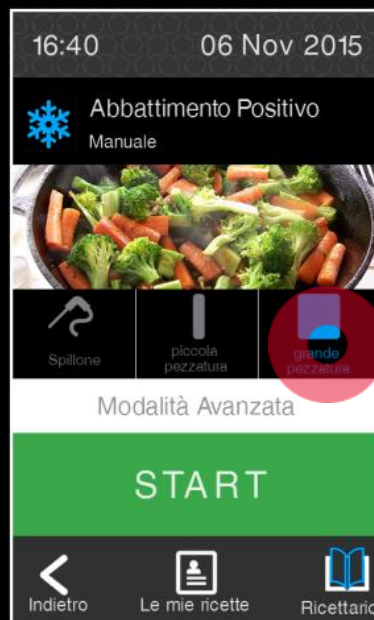 16:40 06 Nov 2015
Abbattimento Positivo
Manuale
Spillone
piccola
pezzatura
grande
pezzatura
Modalità Avanzata
START
Indietro
Le mie ricette
Ricettario